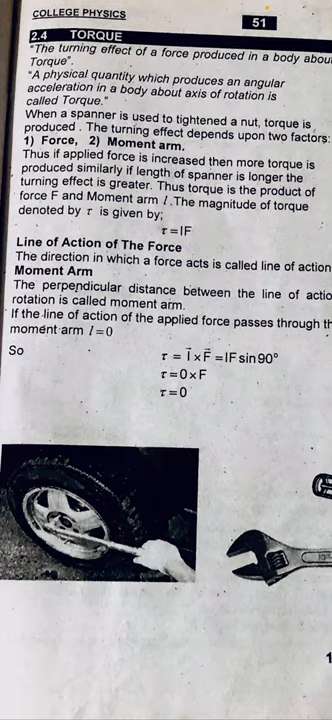 COLLEGE PHYSICS
51
2.4 TORQUE
"The turning effect of a force produced in a body abou
Torque".
"A physical quantity which produces an angular
acceleration in a body about axis of rotation is
called Torque."
When a spanner is used to tightened a nut, torque is
produced . The turning effect depends upon two factors:
1) Force, 2) Moment arm.
Thus if applied force is increased then more torque is
produced similarly if length of spanner is longer the
turning effect is greater. Thus torque is the product of
force F and Moment arm l .The magnitude of torque
denoted by τ is given by;
τ=lF
Line of Action of The Force
The direction in which a force acts is called line of action
Moment Arm
The perpendicular distance between the line of actio
rotation is called moment arm.
If the line of action of the applied force passes through th
moment arm l=0
So τ = l⃗ x F⃗ =lF sin 90°
τ=0xF
τ=0
1